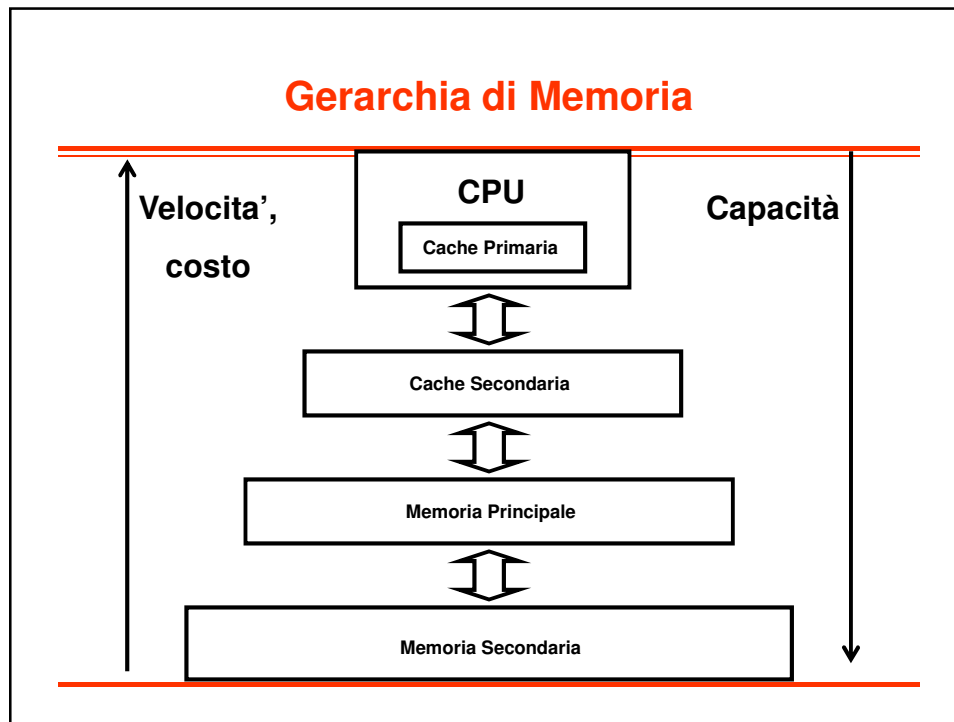 Gerarchia di Memoria
Velocita’,
costo
CPU
Cache Primaria
Capacità
Cache Secondaria
Memoria Principale
Memoria Secondaria